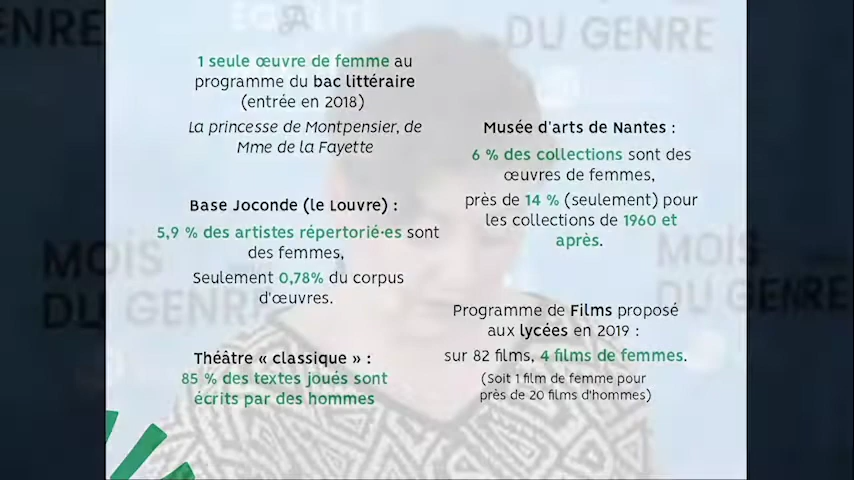 ÉGALITÉ
DU GENRE
ENRE
1 seule œuvre de femme au
programme du bac littéraire
(entrée en 2018)
La princesse de Montpensier, de
Mme de la Fayette
Base Joconde (le Louvre) :
5,9 % des artistes répertorié·es sont
des femmes,
Seulement 0,78% du corpus
d'œuvres.
Théâtre « classique » :
85 % des textes joués sont
écrits par des hommes
Musée d'arts de Nantes :
6 % des collections sont des
œuvres de femmes,
près de 14 % (seulement) pour
les collections de 1960 et
après.
Programme de Films proposé
aux lycées en 2019 :
sur 82 films, 4 films de femmes.
(Soit 1 film de femme pour
près de 20 films d'hommes)
MOIS
DU GENRE
MOIS
DU GENRE